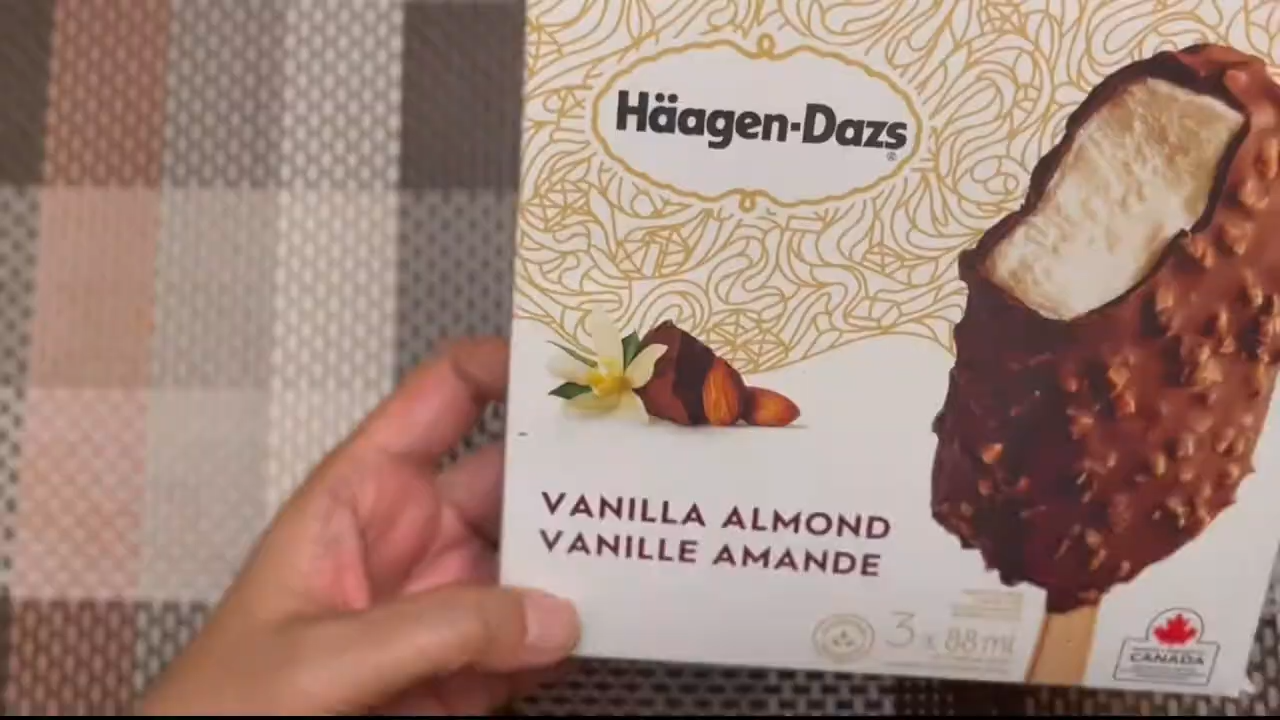 Häagen-Dazs
®
VANILLA ALMOND
VANILLE AMANDE
3 x 88 ml
CANADA